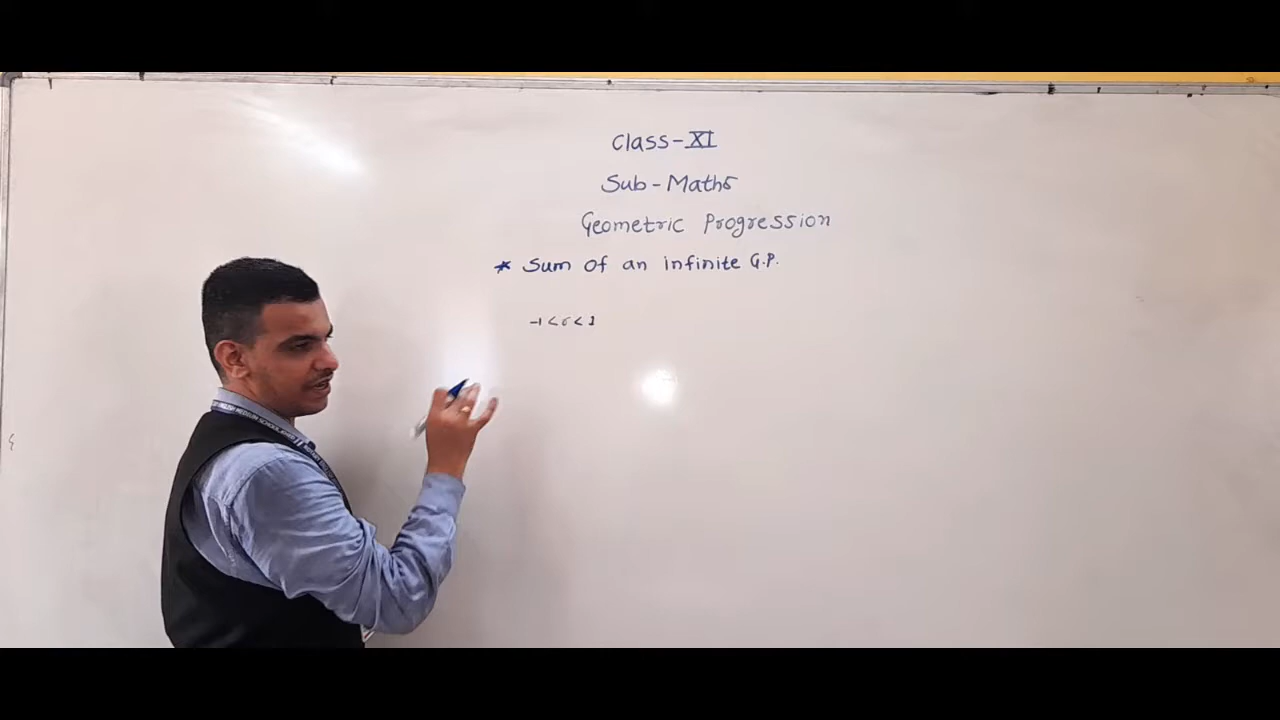 Class-XI
Sub - Maths
Geometric Progression
* Sum of an infinite G.P.
-1 < r < 1